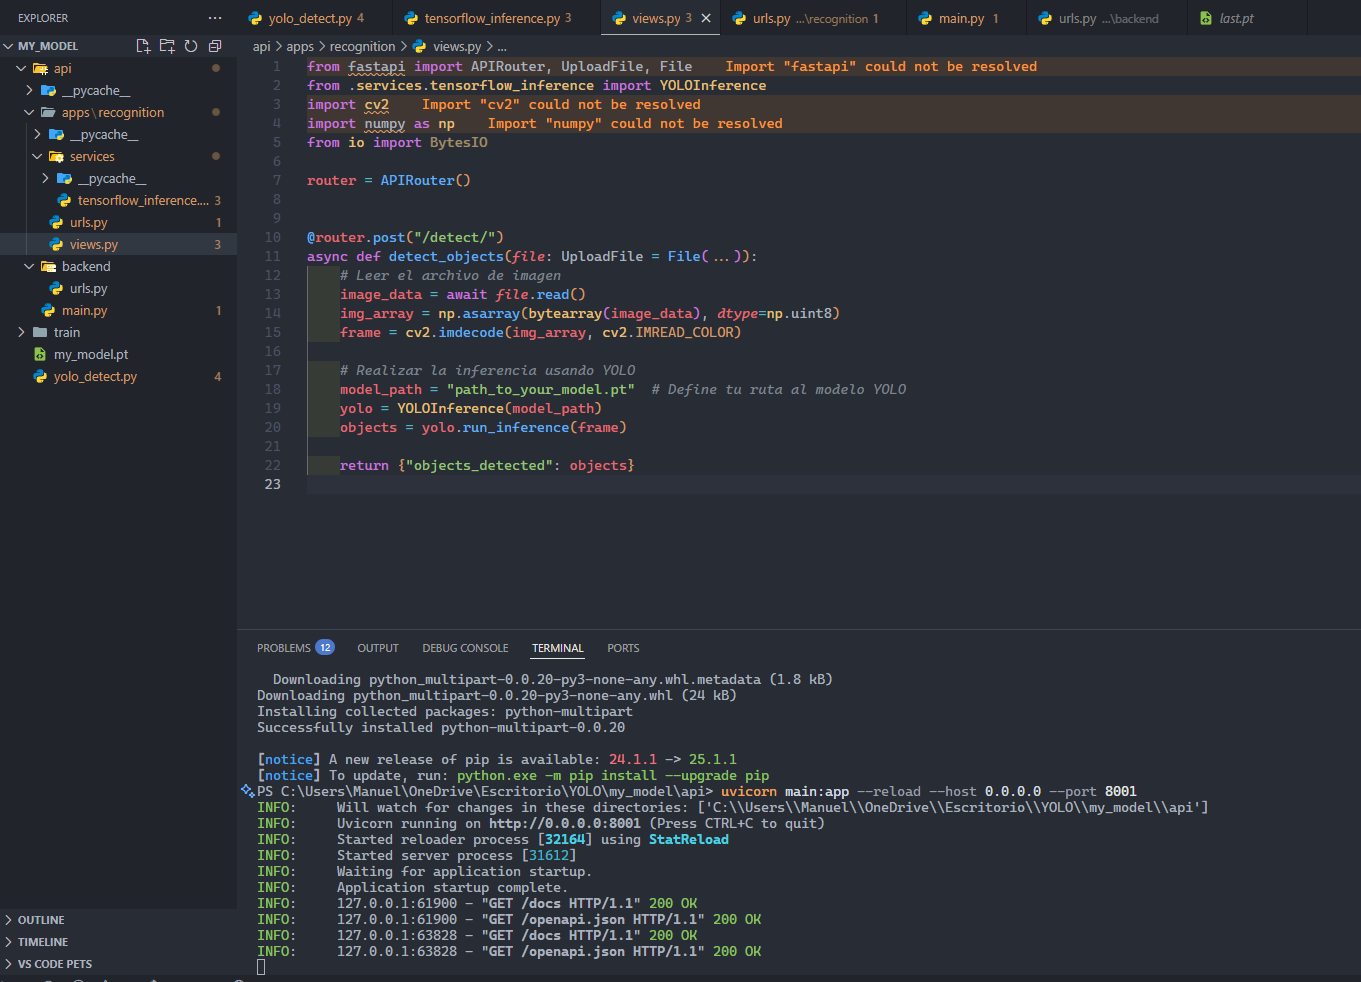 EXPLORER
MY_MODEL
api
__pycache__
apps\recognition
__pycache__
services
__pycache__
tensorflow_inference.... 3
urls.py 1
views.py 3
backend
urls.py
main.py 1
train
my_model.pt
yolo_detect.py 4
OUTLINE
TIMELINE
VS CODE PETS
yolo_detect.py 4
tensorflow_inference.py 3
views.py 3
urls.py ...\recognition 1
main.py 1
urls.py ...\backend
last.pt
api > apps > recognition > views.py > ...
1 from fastapi import APIRouter, UploadFile, File Import "fastapi" could not be resolved
2 from .services.tensorflow_inference import YOLOInference
3 import cv2 Import "cv2" could not be resolved
4 import numpy as np Import "numpy" could not be resolved
5 from io import BytesIO
6
7 router = APIRouter()
8
9
10 @router.post("/detect/")
11 async def detect_objects(file: UploadFile = File(...)):
12 # Leer el archivo de imagen
13 image_data = await file.read()
14 img_array = np.asarray(bytearray(image_data), dtype=np.uint8)
15 frame = cv2.imdecode(img_array, cv2.IMREAD_COLOR)
16
17 # Realizar la inferencia usando YOLO
18 model_path = "path_to_your_model.pt" # Define tu ruta al modelo YOLO
19 yolo = YOLOInference(model_path)
20 objects = yolo.run_inference(frame)
21
22 return {"objects_detected": objects}
23
PROBLEMS 12 OUTPUT DEBUG CONSOLE TERMINAL PORTS
Downloading python_multipart-0.0.20-py3-none-any.whl.metadata (1.8 kB)
Downloading python_multipart-0.0.20-py3-none-any.whl (24 kB)
Installing collected packages: python-multipart
Successfully installed python-multipart-0.0.20
[notice] A new release of pip is available: 24.1.1 -> 25.1.1
[notice] To update, run: python.exe -m pip install --upgrade pip
PS C:\Users\Manuel\OneDrive\Escritorio\YOLO\my_model\api> uvicorn main:app --reload --host 0.0.0.0 --port 8001
INFO: Will watch for changes in these directories: ['C:\\Users\\Manuel\\OneDrive\\Escritorio\\YOLO\\my_model\\api']
INFO: Uvicorn running on http://0.0.0.0:8001 (Press CTRL+C to quit)
INFO: Started reloader process [32164] using StatReload
INFO: Started server process [31612]
INFO: Waiting for application startup.
INFO: Application startup complete.
INFO: 127.0.0.1:61900 - "GET /docs HTTP/1.1" 200 OK
INFO: 127.0.0.1:61900 - "GET /openapi.json HTTP/1.1" 200 OK
INFO: 127.0.0.1:63828 - "GET /docs HTTP/1.1" 200 OK
INFO: 127.0.0.1:63828 - "GET /openapi.json HTTP/1.1" 200 OK